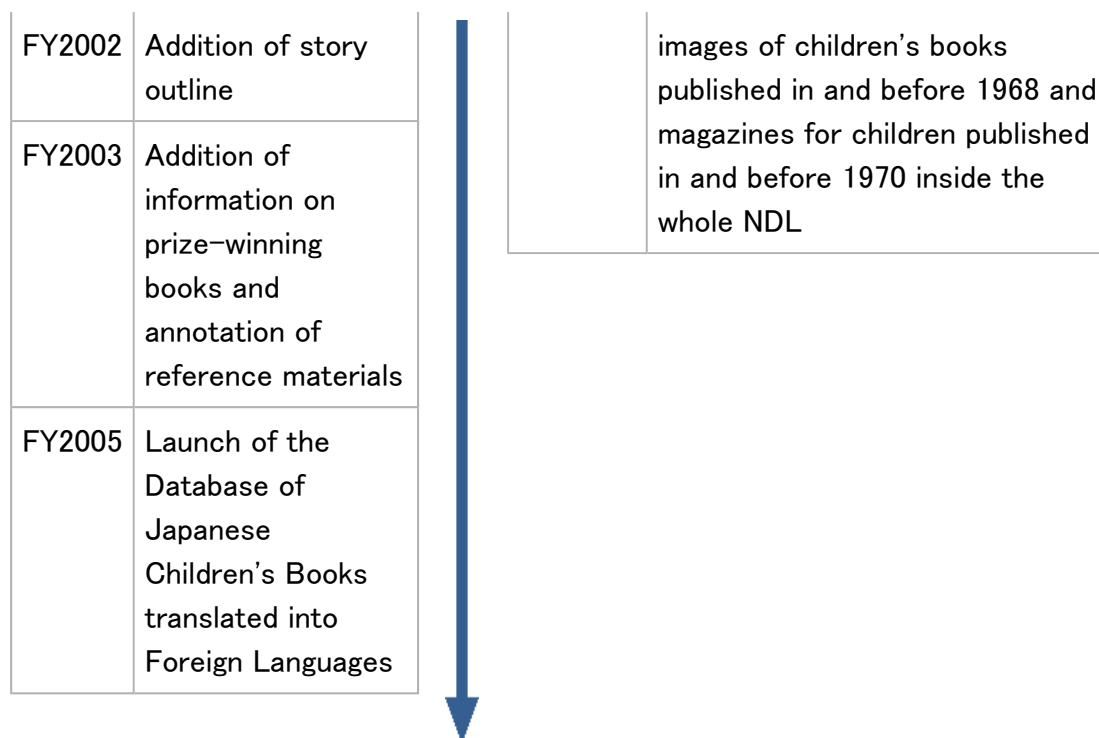 FY2002 Addition of story
outline
FY2003 Addition of
information on
prize-winning
books and
annotation of
reference materials
FY2005 Launch of the
Database of
Japanese
Children's Books
translated into
Foreign Languages
images of children's books
published in and before 1968 and
magazines for children published
in and before 1970 inside the
whole NDL